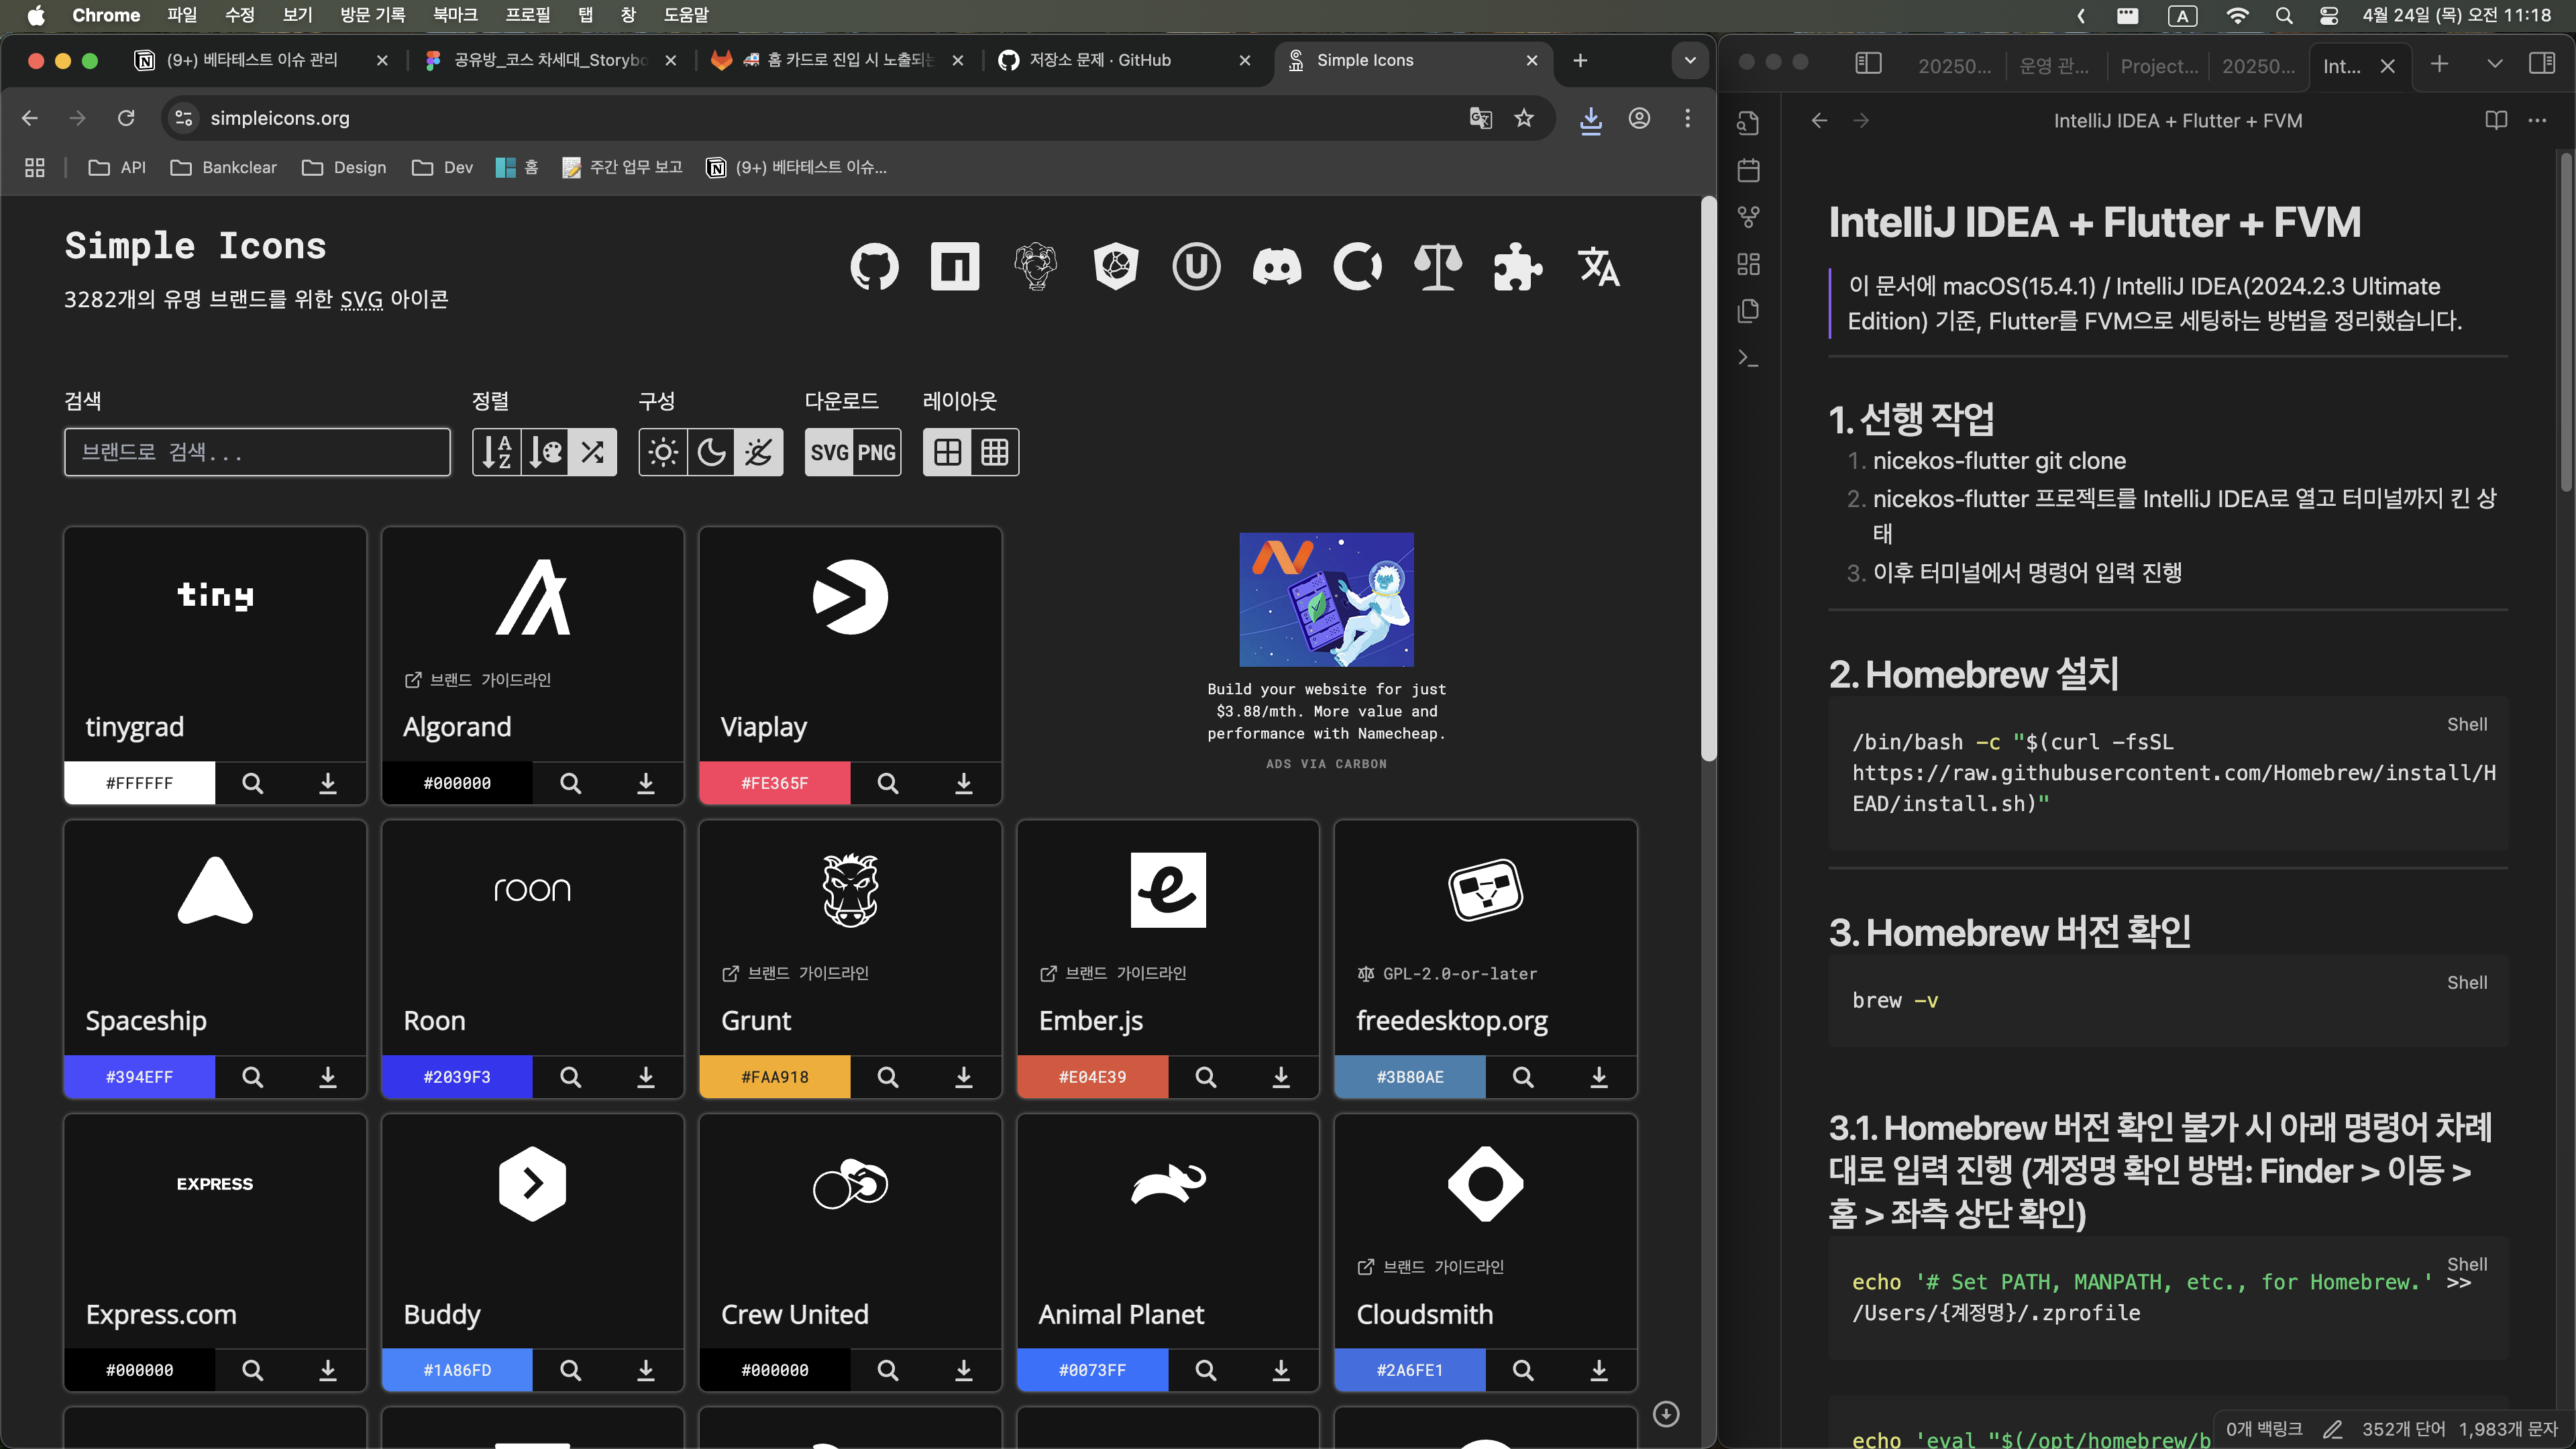 Chrome 파일 수정 보기 방문 기록 북마크 프로필 탭 창 도움말
A 4월 24일 (목) 오전 11:18
(9+) 베타테스트 이슈 관리
공유방_코스 차세대_Storybo
홈 카드로 진입 시 노출되는
저장소 문제 · GitHub
Simple Icons
simpleicons.org
API Bankclear Design Dev 홈 주간 업무 보고 (9+) 베타테스트 이슈...
Simple Icons
3282개의 유명 브랜드를 위한 SVG 아이콘
검색 정렬 구성 다운로드 레이아웃
브랜드로 검색...
SVG PNG
tiny
브랜드 가이드라인
tinygrad Algorand Viaplay
#FFFFFF #000000 #FE365F
Build your website for just
$3.88/mth. More value and
performance with Namecheap.
ADS VIA CARBON
roon
브랜드 가이드라인 브랜드 가이드라인 GPL-2.0-or-later
Spaceship Roon Grunt Ember.js freedesktop.org
#394EFF #2039F3 #FAA918 #E04E39 #3B80AE
EXPRESS
브랜드 가이드라인
Express.com Buddy Crew United Animal Planet Cloudsmith
#000000 #1A86FD #000000 #0073FF #2A6FE1
20250... 운영 관... Project... 20250... Int...
IntelliJ IDEA + Flutter + FVM
IntelliJ IDEA + Flutter + FVM
이 문서에 macOS(15.4.1) / IntelliJ IDEA(2024.2.3 Ultimate
Edition) 기준, Flutter를 FVM으로 세팅하는 방법을 정리했습니다.
1. 선행 작업
1. nicekos-flutter git clone
2. nicekos-flutter 프로젝트를 IntelliJ IDEA로 열고 터미널까지 킨 상
태
3. 이후 터미널에서 명령어 입력 진행
2. Homebrew 설치
Shell
/bin/bash -c "$(curl -fsSL
https://raw.githubusercontent.com/Homebrew/install/H
EAD/install.sh)"
3. Homebrew 버전 확인
Shell
brew -v
3.1. Homebrew 버전 확인 불가 시 아래 명령어 차례
대로 입력 진행 (계정명 확인 방법: Finder > 이동 >
홈 > 좌측 상단 확인)
Shell
echo '# Set PATH, MANPATH, etc., for Homebrew.' >>
/Users/{계정명}/.zprofile
echo 'eval "$(/opt/homebrew/b
0개 백링크 352개 단어 1,983개 문자